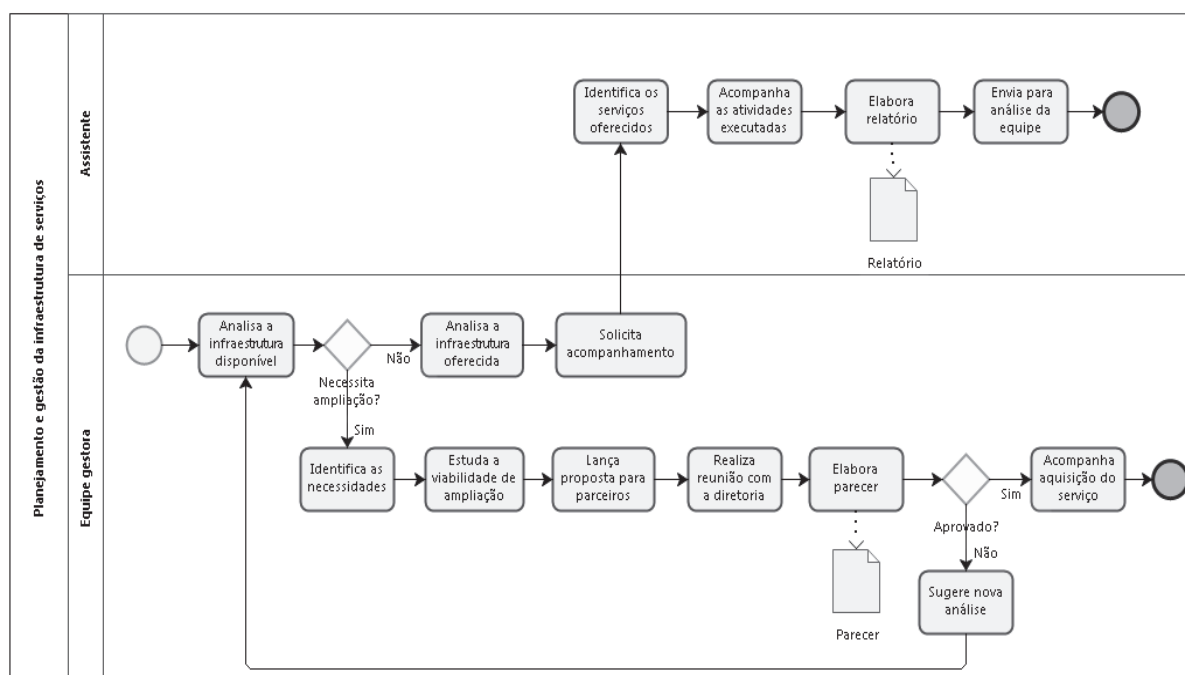 Planejamento e gestão da infraestrutura de serviços
Assistente
Identifica os
serviços
oferecidos
Acompanha
as atividades
executadas
Elabora
relatório
Envia para
análise da
equipe
Relatório
Equipe gestora
Analisa a
infraestrutura
disponível
Necessita
ampliação?
Não
Analisa a
infraestrutura
oferecida
Solicita
acompanhamento
Sim
Identifica as
necessidades
Estuda a
viabilidade de
ampliação
Lança
proposta para
parceiros
Realiza
reunião com
a diretoria
Elabora
parecer
Parecer
Aprovado?
Sim
Acompanha
aquisição do
serviço
Não
Sugere nova
análise